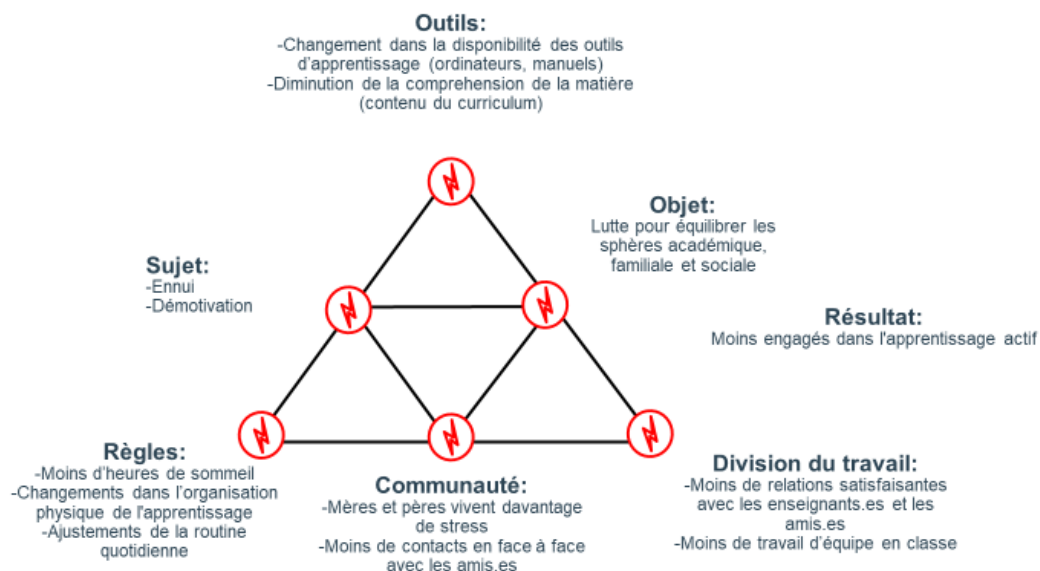 Outils:
-Changement dans la disponibilité des outils
d'apprentissage (ordinateurs, manuels)
-Diminution de la comprehension de la matière
(contenu du curriculum)
Objet:
Lutte pour équilibrer les
sphères académique,
familiale et sociale
Sujet:
-Ennui
-Démotivation
Résultat:
Moins engagés dans l'apprentissage actif
Règles:
-Moins d'heures de sommeil
-Changements dans l'organisation
physique de l'apprentissage
-Ajustements de la routine
quotidienne
Communauté:
-Mères et pères vivent davantage
de stress
-Moins de contacts en face à face
avec les amis.es
Division du travail:
-Moins de relations satisfaisantes
avec les enseignants.es et les
amis.es
-Moins de travail d'équipe en classe